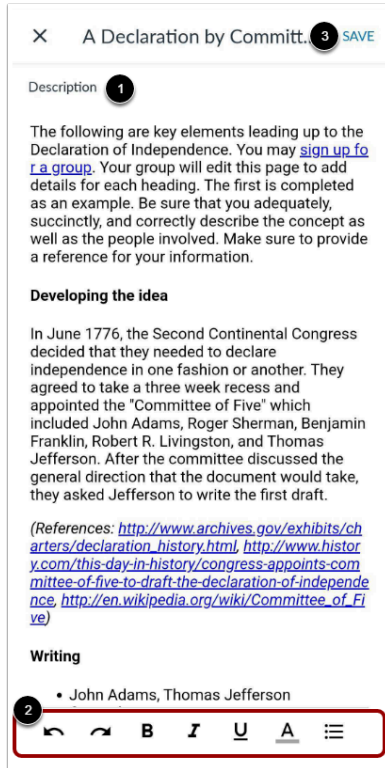 A Declaration by Committ... 3 SAVE
Description 1
The following are key elements leading up to the
Declaration of Independence. You may sign up fo
r a group. Your group will edit this page to add
details for each heading. The first is completed
as an example. Be sure that you adequately,
succinctly, and correctly describe the concept as
well as the people involved. Make sure to provide
a reference for your information.
Developing the idea
In June 1776, the Second Continental Congress
decided that they needed to declare
independence in one fashion or another. They
agreed to take a three week recess and
appointed the "Committee of Five" which
included John Adams, Roger Sherman, Benjamin
Franklin, Robert R. Livingston, and Thomas
Jefferson. After the committee discussed the
general direction that the document would take,
they asked Jefferson to write the first draft.
(References: http://www.archives.gov/exhibits/ch
arters/declaration_history.html, http://www.histor
y.com/this-day-in-history/congress-appoints-com
mittee-of-five-to-draft-the-declaration-of-independe
nce, http://en.wikipedia.org/wiki/Committee_of_Fi
ve)
Writing
• John Adams, Thomas Jefferson
2
B I U A